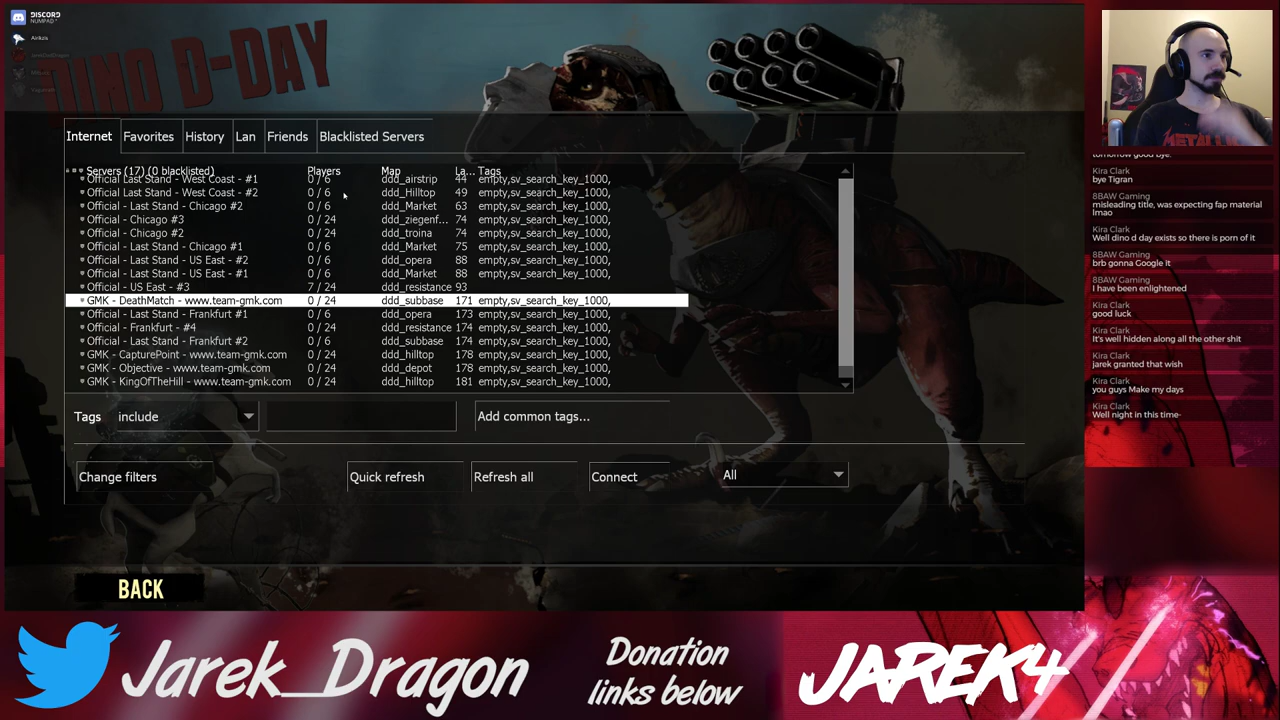 DISCORD
NUMPAD *
Airikzis
DINO D-DAY
Internet Favorites History Lan Friends Blacklisted Servers
Servers (17) (0 blacklisted) Players Map La... Tags
Official Last Stand - West Coast - #1 0 / 6 ddd_airstrip 44 empty,sv_search_key_1000,
Official Last Stand - West Coast - #2 0 / 6 ddd_Hilltop 49 empty,sv_search_key_1000,
Official - Last Stand - Chicago #2 0 / 6 ddd_Market 63 empty,sv_search_key_1000,
Official - Chicago #3 0 / 24 ddd_ziegenf... 74 empty,sv_search_key_1000,
Official - Chicago #2 0 / 24 ddd_troina 74 empty,sv_search_key_1000,
Official - Last Stand - Chicago #1 0 / 6 ddd_Market 75 empty,sv_search_key_1000,
Official - Last Stand - US East - #2 0 / 6 ddd_opera 88 empty,sv_search_key_1000,
Official - Last Stand - US East - #1 0 / 6 ddd_Market 88 empty,sv_search_key_1000,
Official - US East - #3 7 / 24 ddd_resistance 93
GMK - DeathMatch - www.team-gmk.com 0 / 24 ddd_subbase 171 empty,sv_search_key_1000,
Official - Last Stand - Frankfurt #1 0 / 6 ddd_opera 173 empty,sv_search_key_1000,
Official - Frankfurt - #4 0 / 24 ddd_resistance 174 empty,sv_search_key_1000,
Official - Last Stand - Frankfurt #2 0 / 6 ddd_subbase 174 empty,sv_search_key_1000,
GMK - CapturePoint - www.team-gmk.com 0 / 24 ddd_hilltop 178 empty,sv_search_key_1000,
GMK - Objective - www.team-gmk.com 0 / 24 ddd_depot 178 empty,sv_search_key_1000,
GMK - KingOfTheHill - www.team-gmk.com 0 / 24 ddd_hilltop 181 empty,sv_search_key_1000,
Tags include Add common tags...
Change filters Quick refresh Refresh all Connect All
BACK
tomorrow good bye.
Kira Clark
bye Tigran
8BAW Gaming
misleading title, was expecting fap material
lmao
Kira Clark
Well dino d day exists so there is porn of it
8BAW Gaming
brb gonna Google it
8BAW Gaming
I have been enlightened
Kira Clark
good luck
Kira Clark
It's well hidden along all the other shit
Kira Clark
jarek granted that wish
Kira Clark
you guys Make my days
Kira Clark
Well night in this time-
METALLICA
Jarek_Dragon
Donation
links below
JAREK4